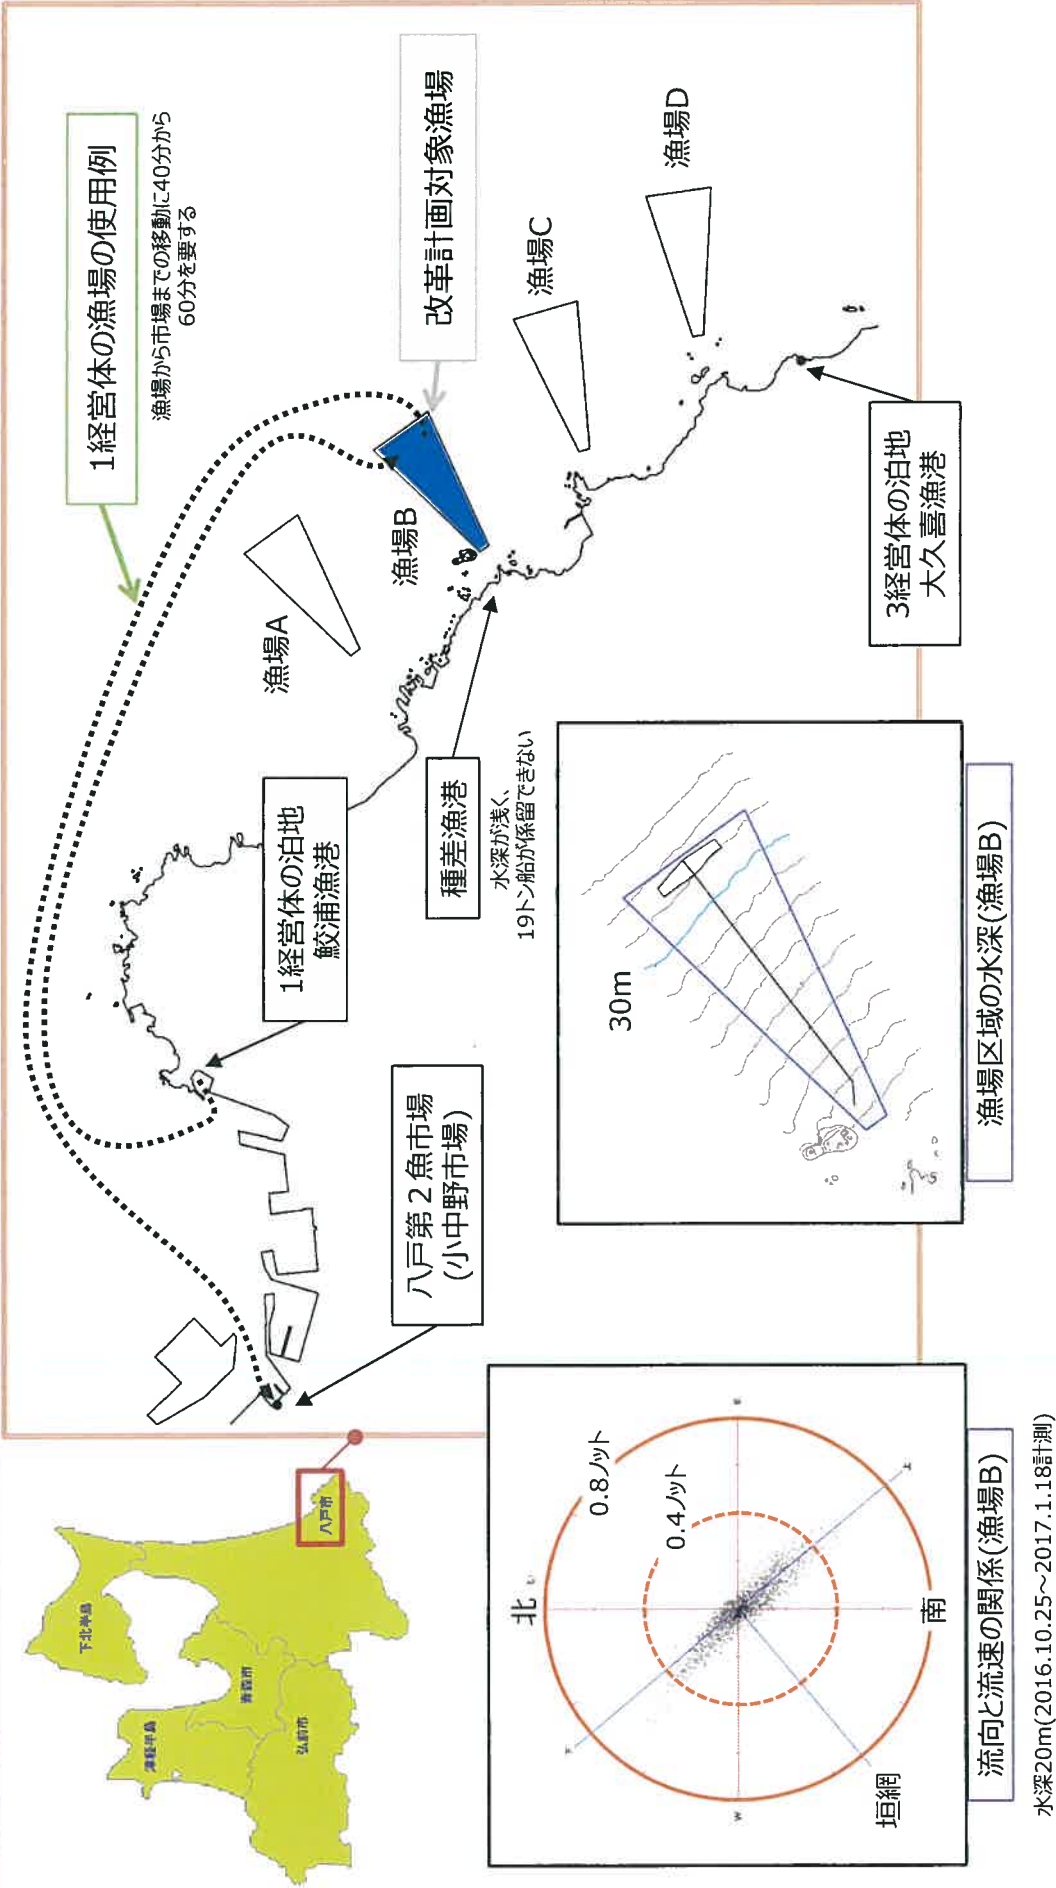 下北半島
津軽半島
青森市
弘前市
八戸市
1経営体の漁場の使用例
漁場から市場までの移動に40分から
60分を要する
改革計画対象漁場
漁場A
漁場B
漁場C
漁場D
1経営体の泊地
鮫浦漁港
種差漁港
水深が浅く、
19トン船が係留できない
八戸第２魚市場
(小中野市場)
3経営体の泊地
大久喜漁港
北
0.8ノット
0.4ノット
E
W
南
垣網
流向と流速の関係(漁場B)
水深20m(2016.10.25～2017.1.18計測)
30m
漁場区域の水深(漁場B)